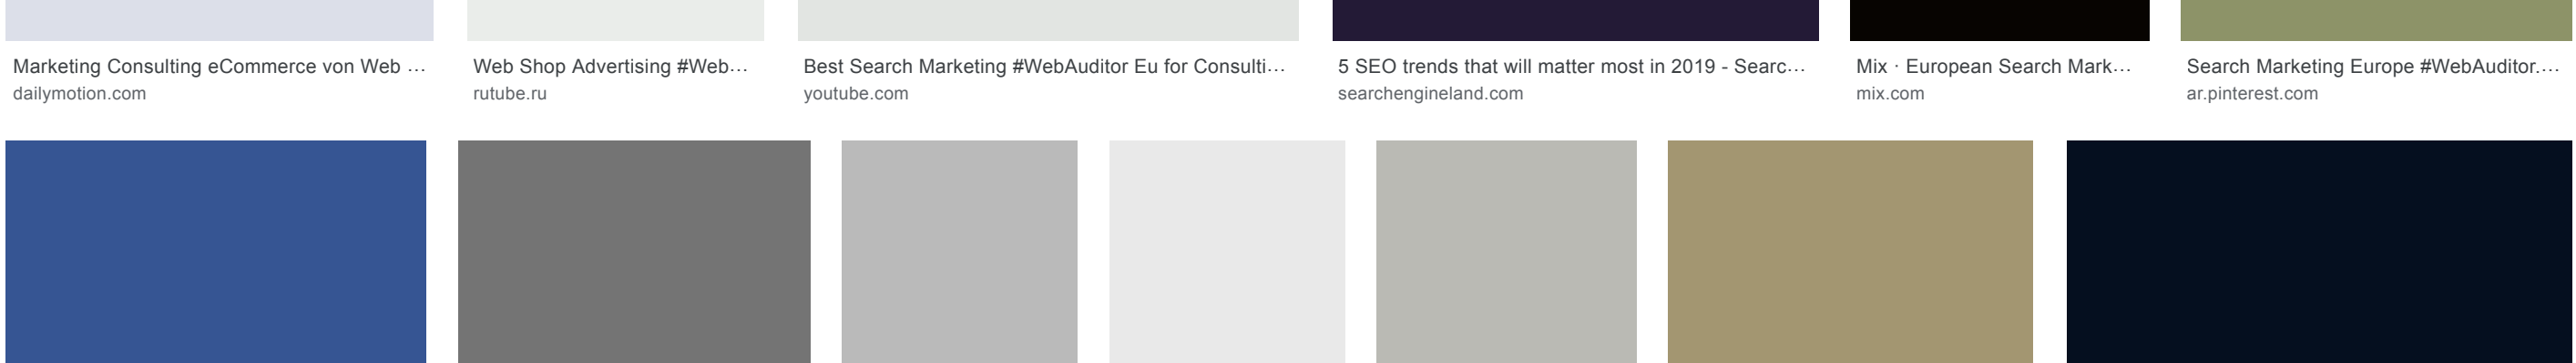 Marketing Consulting eCommerce von Web ...
dailymotion.com
Web Shop Advertising #Web...
rutube.ru
Best Search Marketing #WebAuditor Eu for Consulti...
youtube.com
5 SEO trends that will matter most in 2019 - Searc...
searchengineland.com
Mix · European Search Mark...
mix.com
Search Marketing Europe #WebAuditor....
ar.pinterest.com